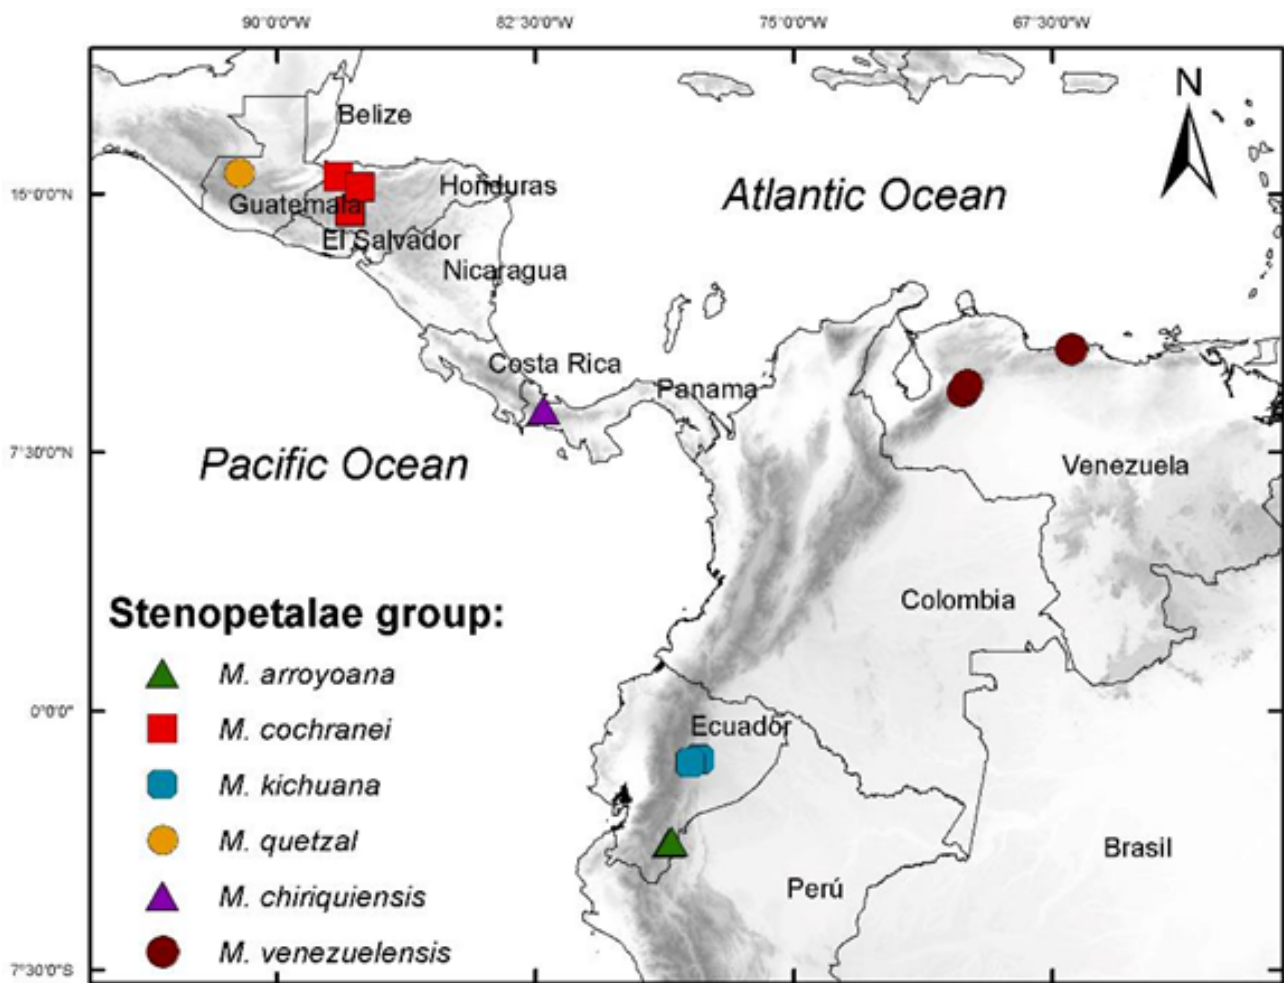 90°0'0"W 82°30'0"W 75°0'0"W 67°30'0"W
N
Belize
15°0'0"N
Honduras
Atlantic Ocean
Guatemala
El Salvador
Nicaragua
Costa Rica
Panama
7°30'0"N
Pacific Ocean
Venezuela
Colombia
Stenopetalae group:
M. arroyoana
0°0'0"
M. cochranei
Ecuador
M. kichuana
M. quetzal
Brasil
Perú
M. chiriquiensis
M. venezuelensis
7°30'0"S